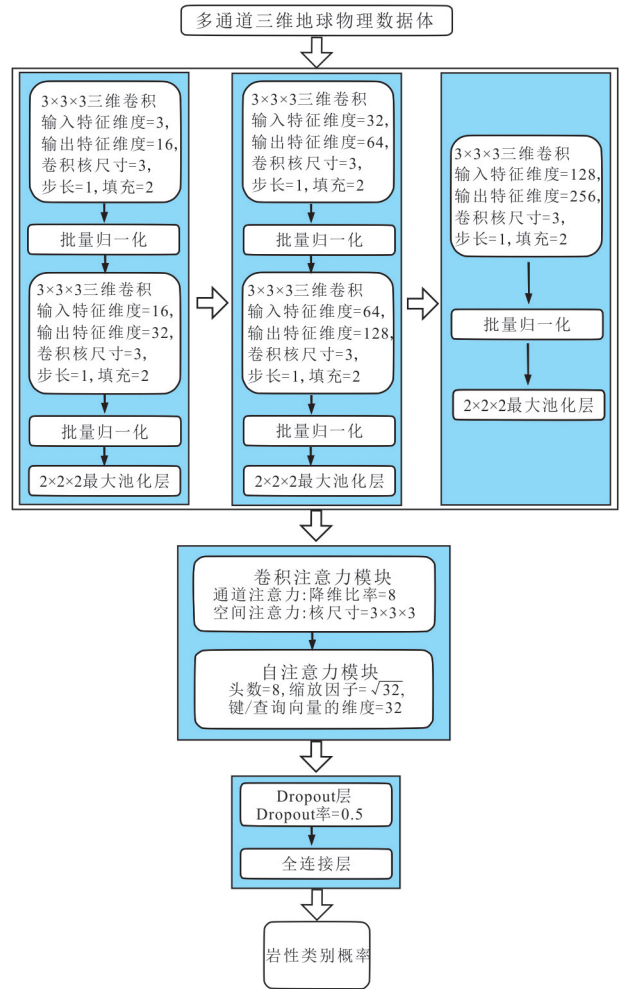 多通道三维地球物理数据体
3×3×3三维卷积
输入特征维度=3,
输出特征维度=16,
卷积核尺寸=3,
步长=1,填充=2
批量归一化
3×3×3三维卷积
输入特征维度=16,
输出特征维度=32,
卷积核尺寸=3,
步长=1,填充=2
批量归一化
2×2×2最大池化层
3×3×3三维卷积
输入特征维度=32,
输出特征维度=64,
卷积核尺寸=3,
步长=1,填充=2
批量归一化
3×3×3三维卷积
输入特征维度=64,
输出特征维度=128,
卷积核尺寸=3,
步长=1,填充=2
批量归一化
2×2×2最大池化层
3×3×3三维卷积
输入特征维度=128,
输出特征维度=256,
卷积核尺寸=3,
步长=1,填充=2
批量归一化
2×2×2最大池化层
卷积注意力模块
通道注意力:降维比率=8
空间注意力:核尺寸=3×3×3
自注意力模块
头数=8,缩放因子=√32,
键/查询向量的维度=32
Dropout层
Dropout率=0.5
全连接层
岩性类别概率